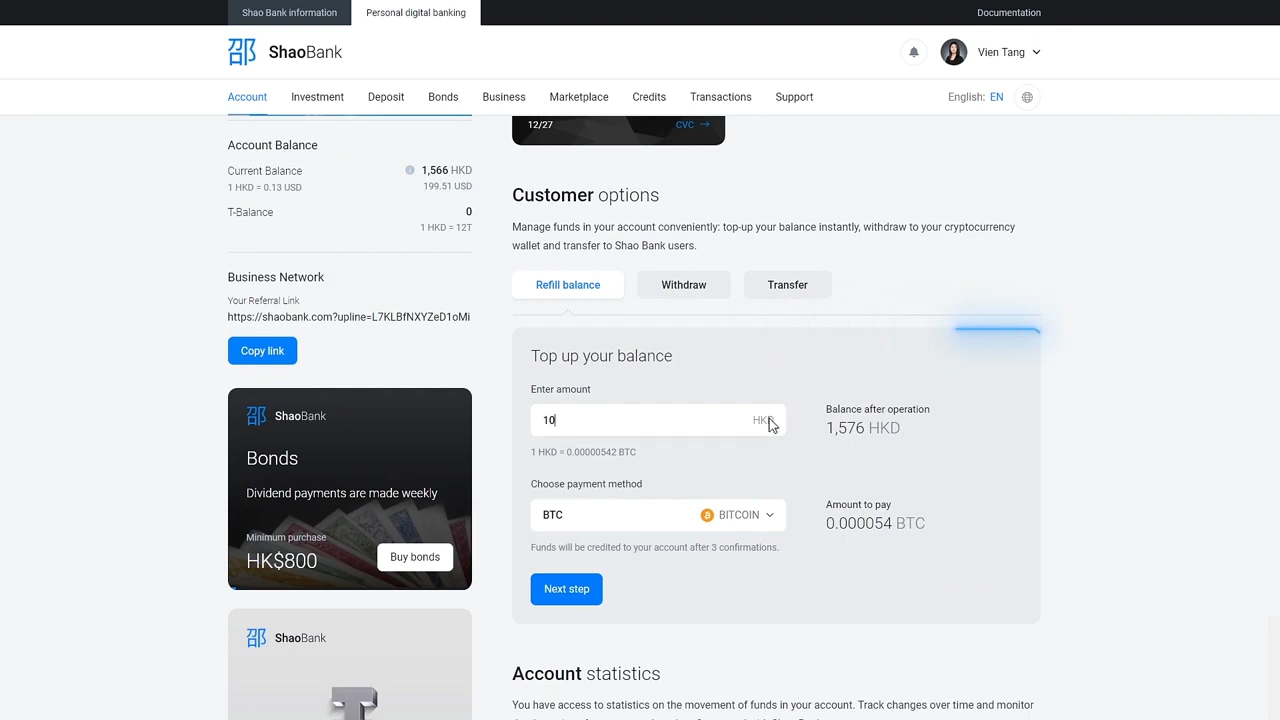 Shao Bank information
Personal digital banking
Documentation
邵 ShaoBank
Vien Tang
Account
Investment
Deposit
Bonds
Business
Marketplace
Credits
Transactions
Support
English: EN
Account Balance
Current Balance
1,566 HKD
1 HKD = 0.13 USD
199.51 USD
T-Balance
0
1 HKD = 12T
Business Network
Your Referral Link
https://shaobank.com?upline=L7KLBfNXYZeD1oMi
Copy link
邵 ShaoBank
Bonds
Dividend payments are made weekly
Minimum purchase
HK$800
Buy bonds
邵 ShaoBank
T
12/27
CVC →
Customer options
Manage funds in your account conveniently: top-up your balance instantly, withdraw to your cryptocurrency
wallet and transfer to Shao Bank users.
Refill balance
Withdraw
Transfer
Top up your balance
Enter amount
10
HKD
Balance after operation
1,576 HKD
1 HKD = 0.00000542 BTC
Choose payment method
BTC
BITCOIN
Amount to pay
0.000054 BTC
Funds will be credited to your account after 3 confirmations.
Next step
Account statistics
You have access to statistics on the movement of funds in your account. Track changes over time and monitor